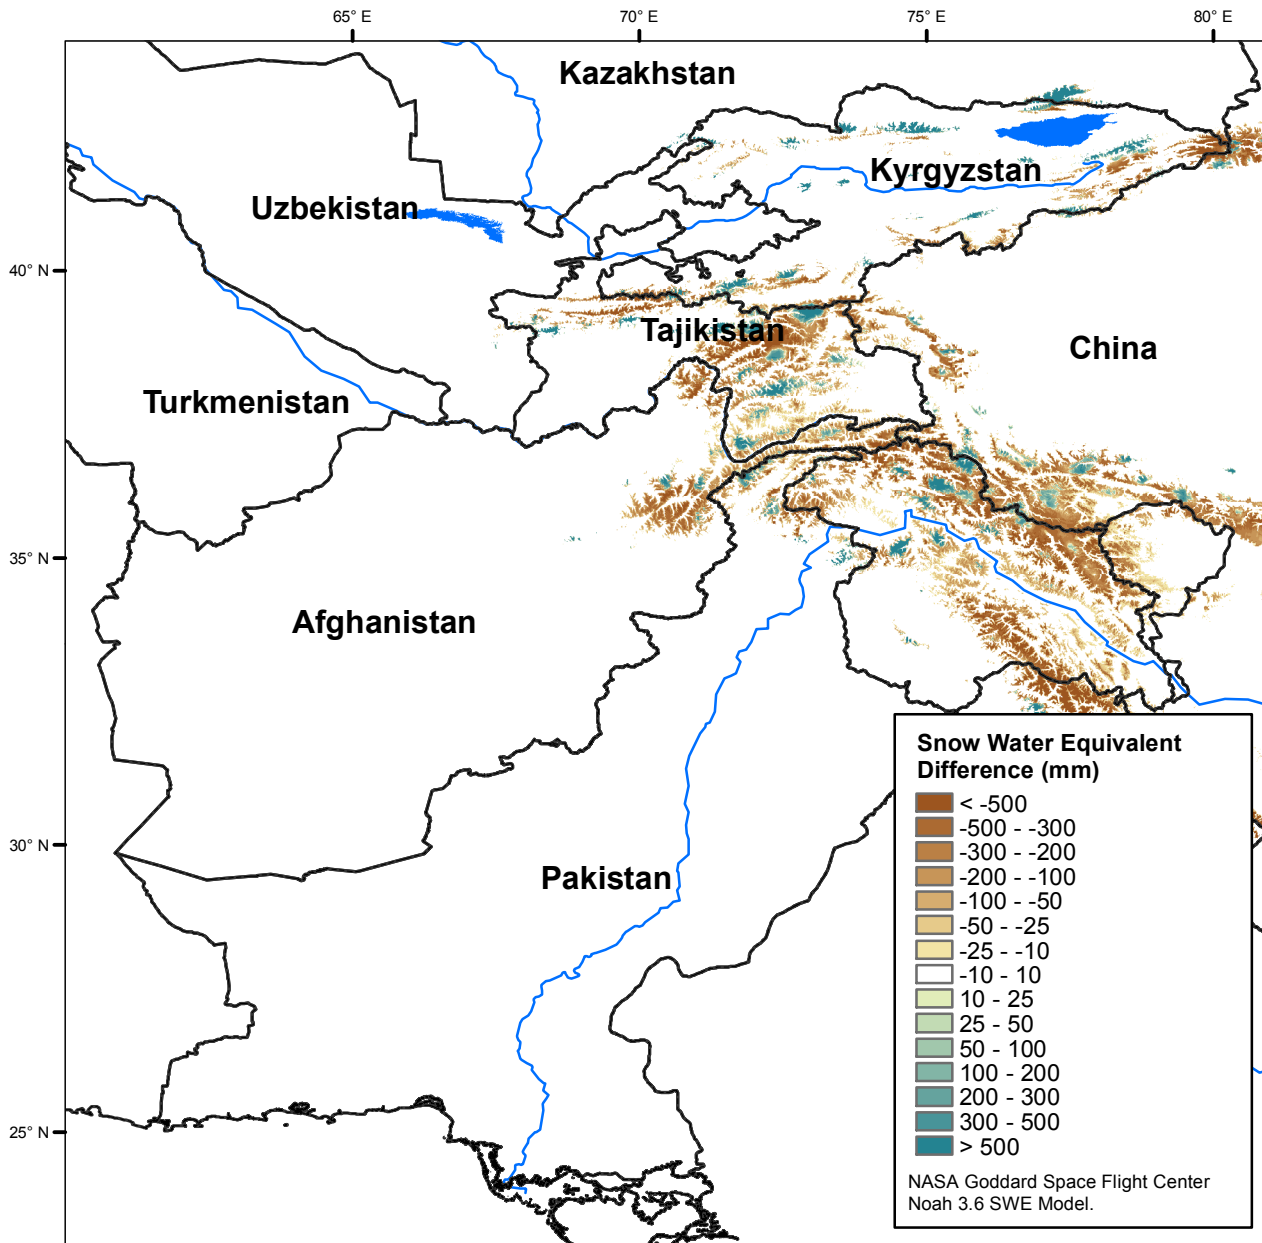 65° E
70° E
75° E
80° E
Kazakhstan
Kyrgyzstan
Uzbekistan
40° N
Tajikistan
China
Turkmenistan
35° N
Afghanistan
30° N
Pakistan
25° N
Snow Water Equivalent
Difference (mm)
< -500
-500 - -300
-300 - -200
-200 - -100
-100 - -50
-50 - -25
-25 - -10
-10 - 10
10 - 25
25 - 50
50 - 100
100 - 200
200 - 300
300 - 500
> 500
NASA Goddard Space Flight Center
Noah 3.6 SWE Model.